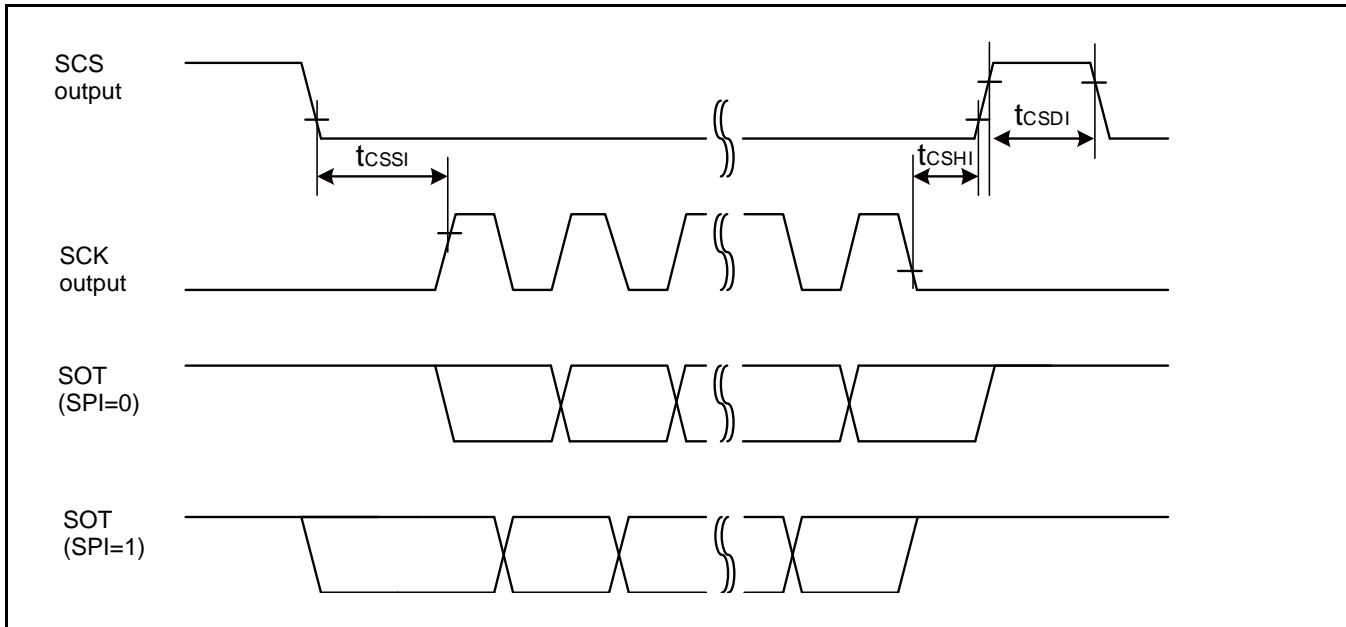 SCS
output
tCSDI
tCSSI
tCSHI
SCK
output
SOT
(SPI=0)
SOT
(SPI=1)